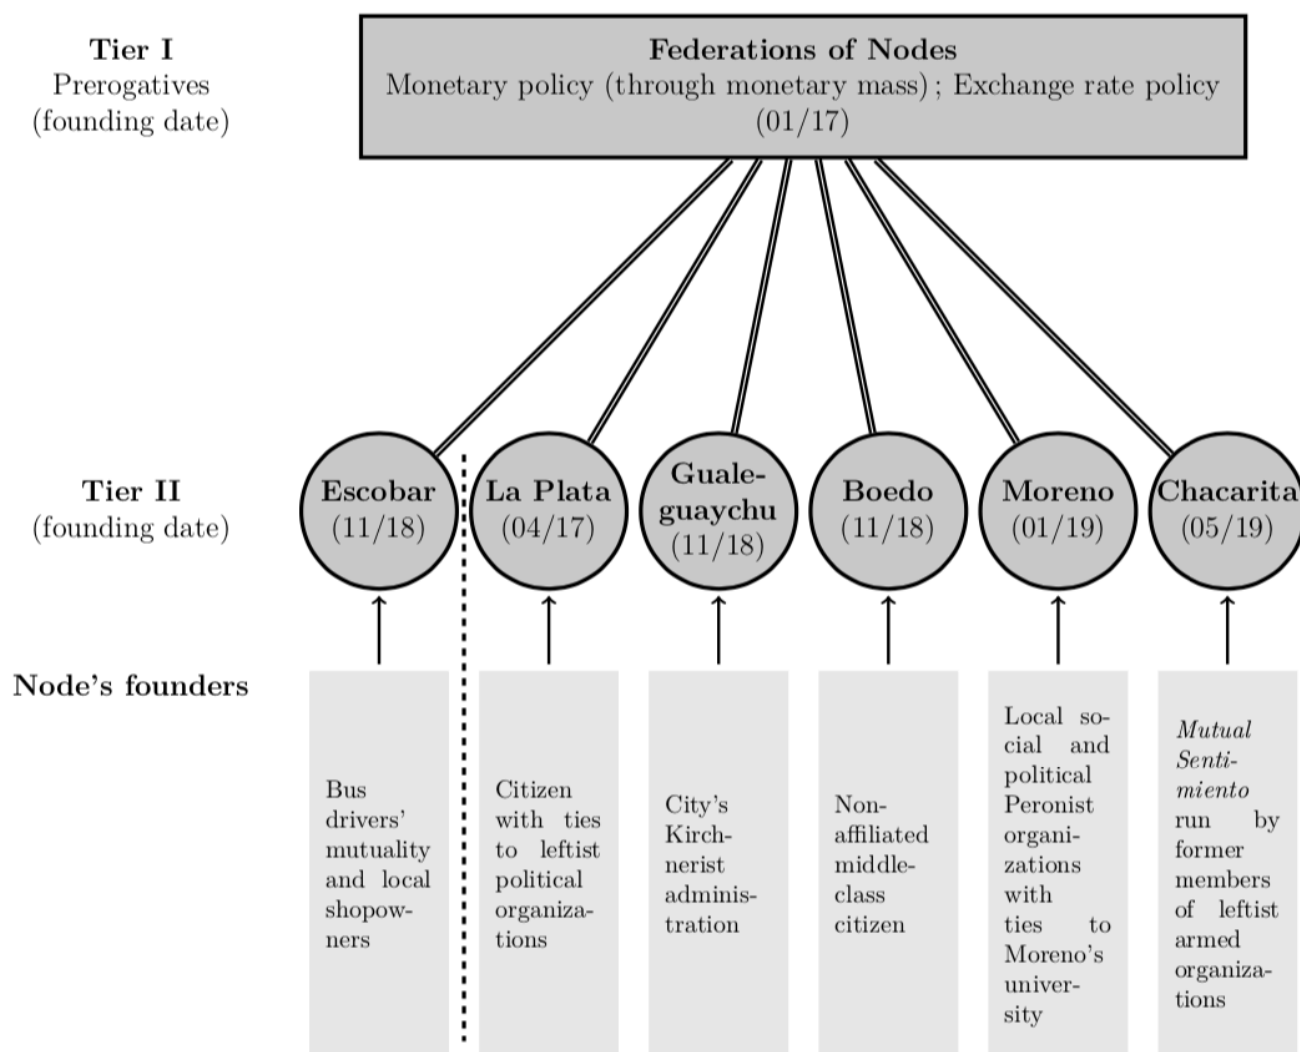 Tier I
Prerogatives
(founding date)
Federations of Nodes
Monetary policy (through monetary mass) ; Exchange rate policy
(01/17)
Tier II
(founding date)
Escobar
(11/18)
La Plata
(04/17)
Guale-
guaychu
(11/18)
Boedo
(11/18)
Moreno
(01/19)
Chacarita
(05/19)
Node's founders
Bus
drivers'
mutuality
and local
shopow-
ners
Citizen
with ties
to leftist
political
organiza-
tions
City's
Kirch-
nerist
adminis-
tration
Non-
affiliated
middle-
class
citizen
Local so-
cial and
political
Peronist
organi-
zations
with
ties to
Moreno's
univer-
sity
Mutual
Senti-
miento
run by
former
members
of leftist
armed
organiza-
tions